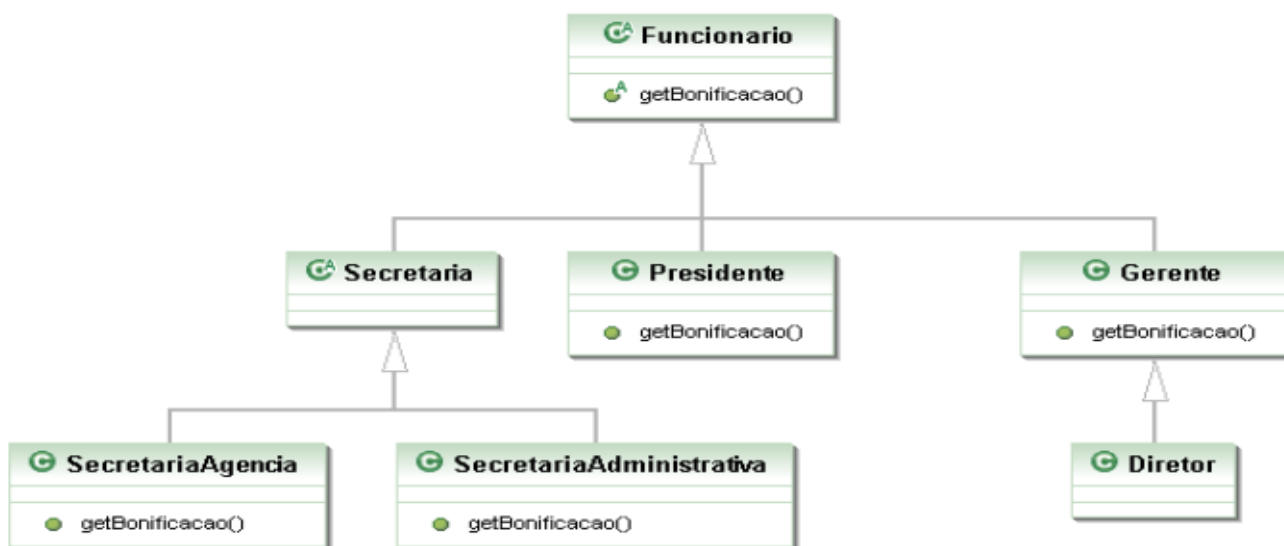 Funcionario
getBonificacao()
Secretaria
Presidente
Gerente
getBonificacao()
getBonificacao()
SecretariaAgencia
SecretariaAdministrativa
Diretor
getBonificacao()
getBonificacao()